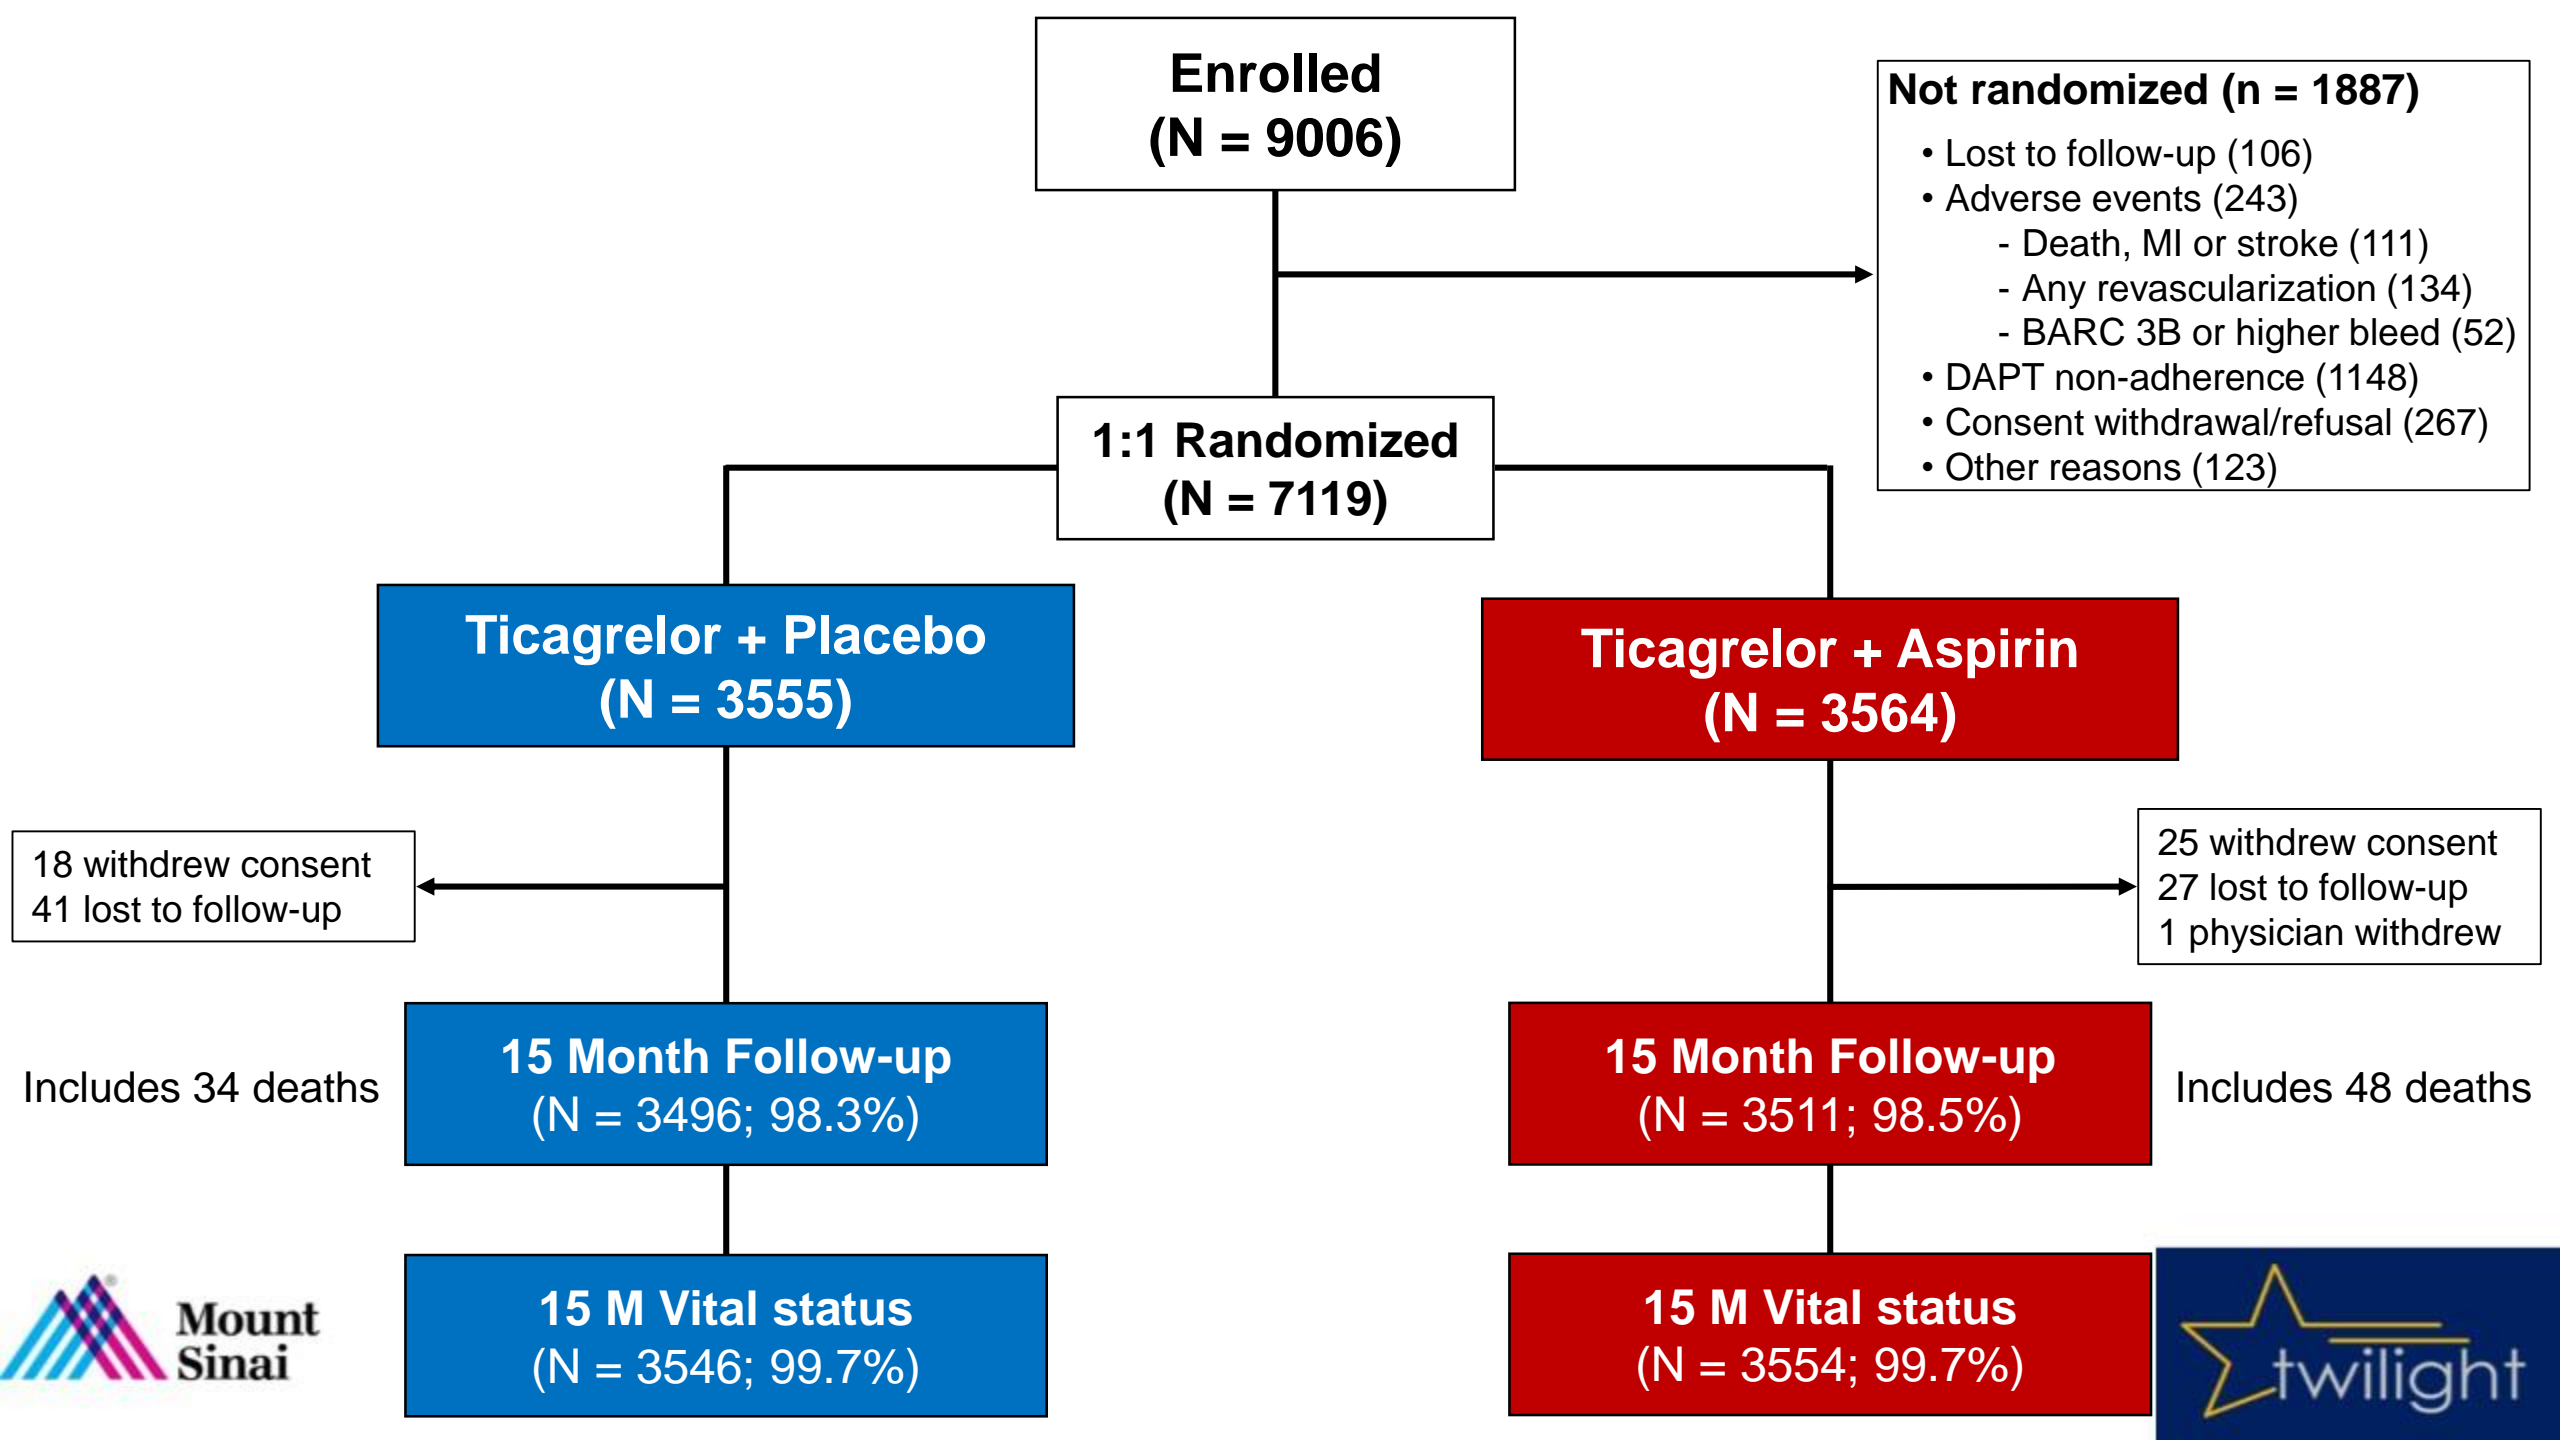 Enrolled
(N = 9006)
Not randomized (n = 1887)
• Lost to follow-up (106)
• Adverse events (243)
- Death, MI or stroke (111)
- Any revascularization (134)
- BARC 3B or higher bleed (52)
• DAPT non-adherence (1148)
• Consent withdrawal/refusal (267)
• Other reasons (123)
1:1 Randomized
(N = 7119)
Ticagrelor + Placebo
(N = 3555)
Ticagrelor + Aspirin
(N = 3564)
18 withdrew consent
41 lost to follow-up
25 withdrew consent
27 lost to follow-up
1 physician withdrew
Includes 34 deaths
15 Month Follow-up
(N = 3496; 98.3%)
15 Month Follow-up
(N = 3511; 98.5%)
Includes 48 deaths
15 M Vital status
(N = 3546; 99.7%)
15 M Vital status
(N = 3554; 99.7%)
®
Mount
Sinai
twilight